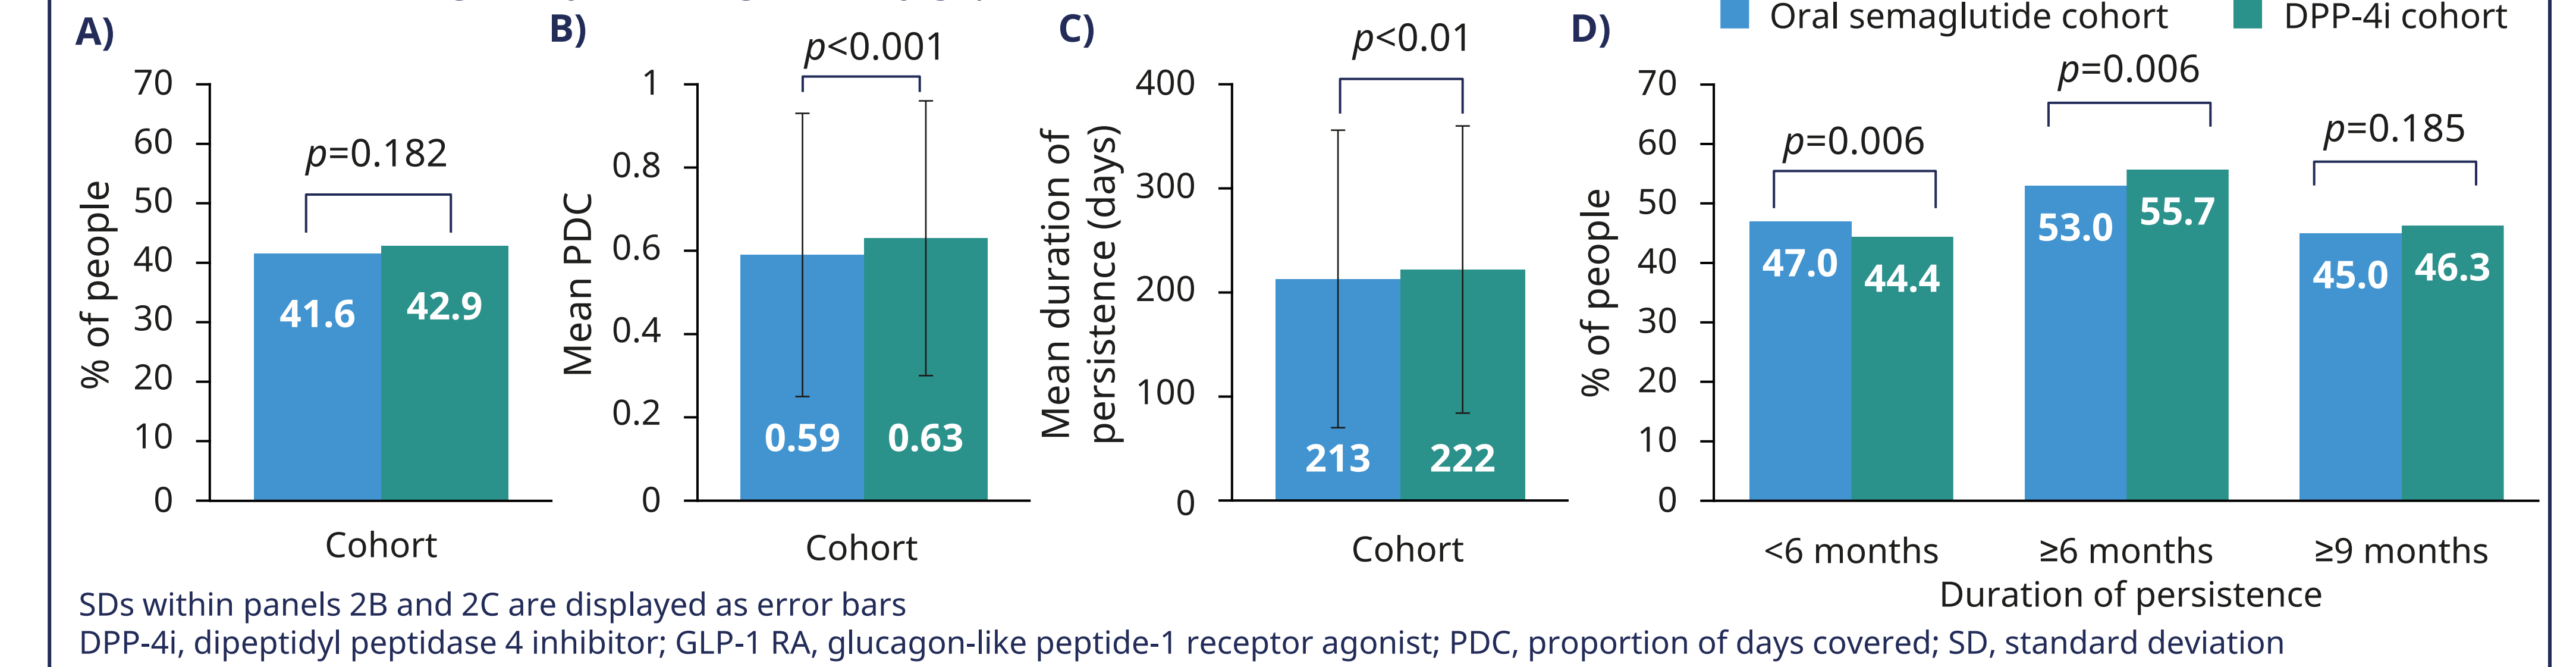 Oral semaglutide cohort DPP-4i cohort
A)
p=0.182
% of people
70
60
50
40
30
20
10
0
41.6 42.9
Cohort
B)
p<0.001
Mean PDC
1
0.8
0.6
0.4
0.2
0
0.59 0.63
Cohort
C)
p<0.01
Mean duration of
persistence (days)
400
300
200
100
0
213 222
Cohort
D)
% of people
70
60
50
40
30
20
10
0
p=0.006
47.0 44.4
p=0.006
53.0 55.7
p=0.185
45.0 46.3
<6 months ≥6 months ≥9 months
Duration of persistence
SDs within panels 2B and 2C are displayed as error bars
DPP-4i, dipeptidyl peptidase 4 inhibitor; GLP-1 RA, glucagon-like peptide-1 receptor agonist; PDC, proportion of days covered; SD, standard deviation